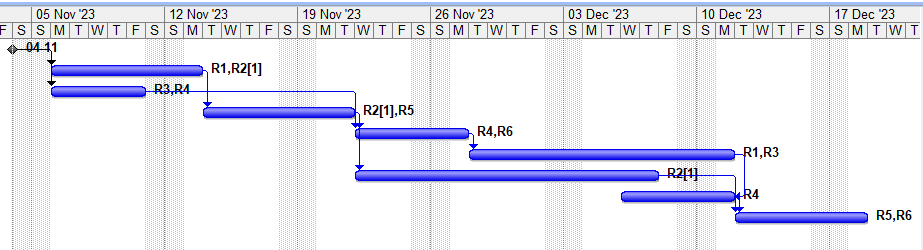 05 Nov '23 12 Nov '23 19 Nov '23 26 Nov '23 03 Dec '23 10 Dec '23 17 Dec '23
F S S M T W T F S S M T W T F S S M T W T F S S M T W T F S S M T W T F S S M T W T F S S M T W T
04-11
R1,R2[1]
R3,R4
R2[1],R5
R4,R6
R1,R3
R2[1]
R4
R5,R6